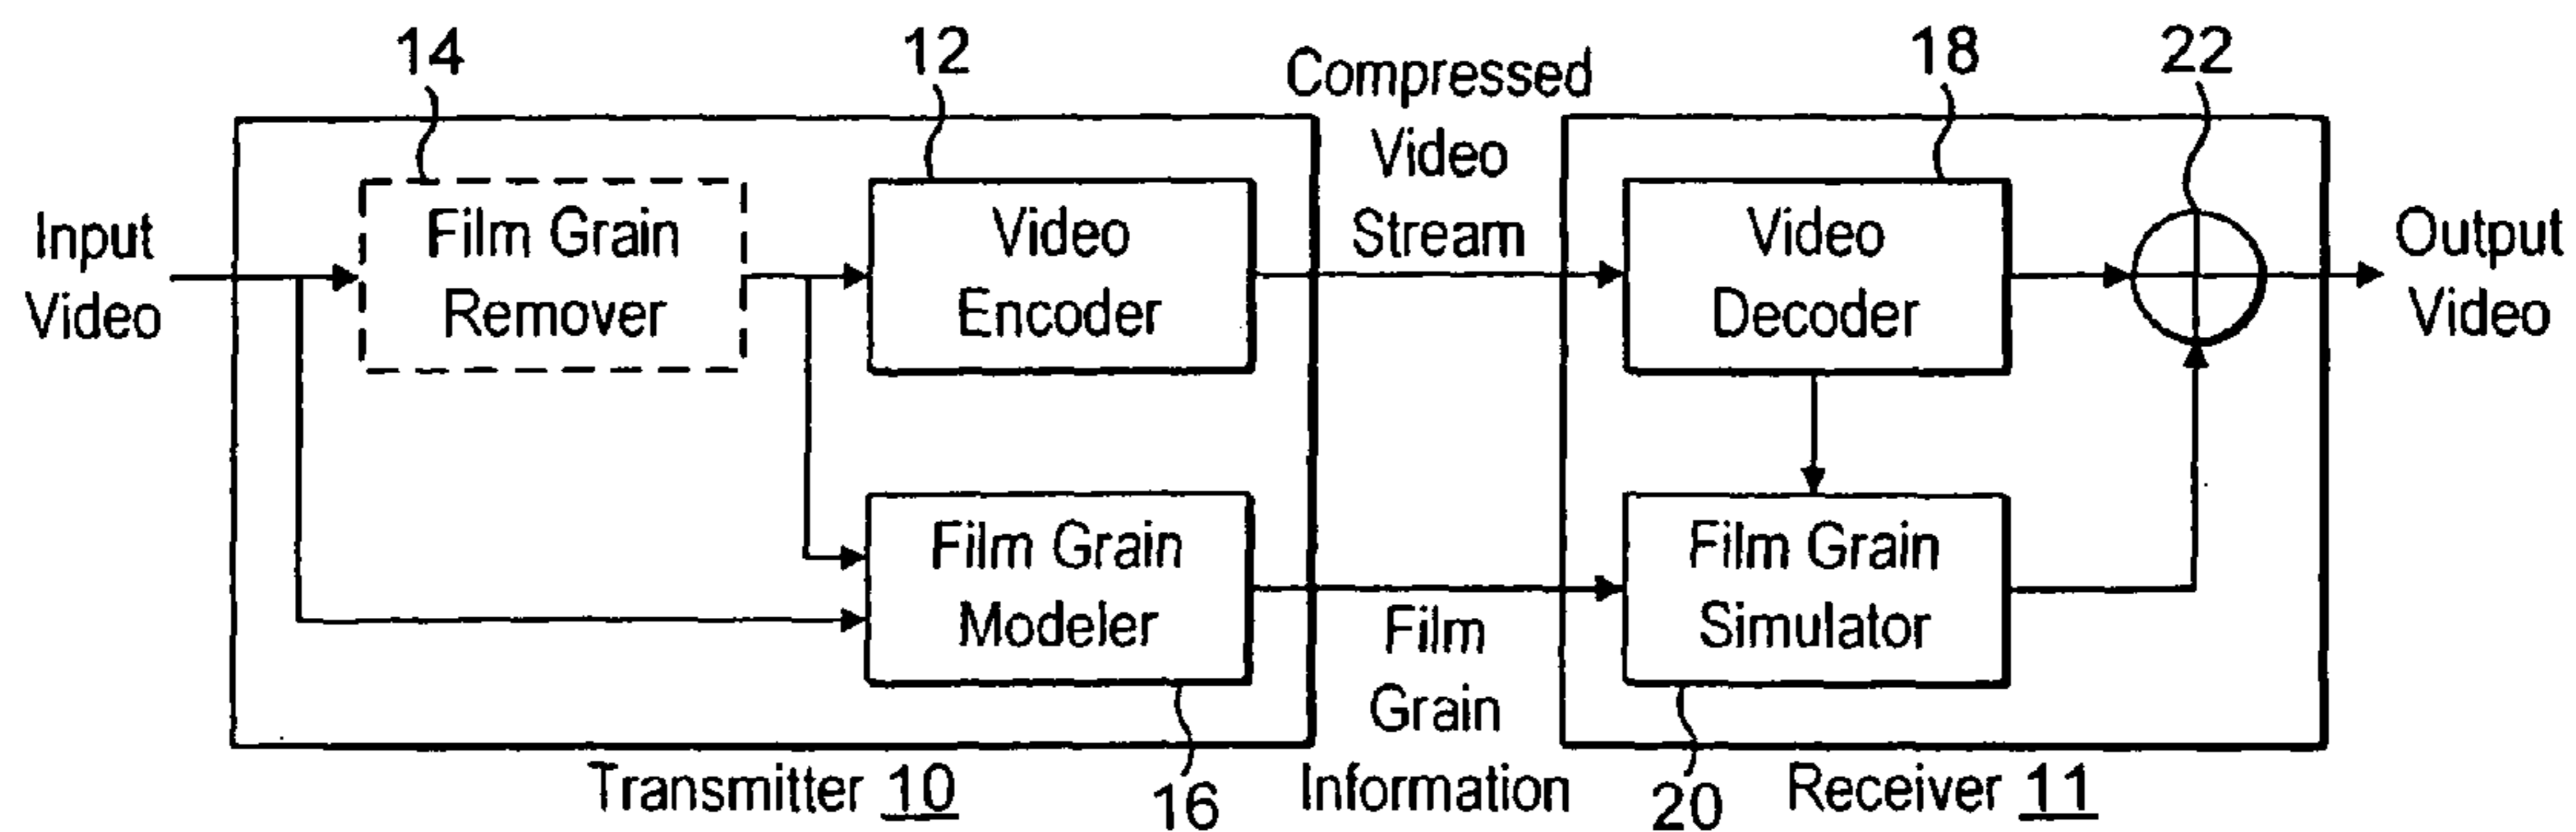 14
12
Compressed
Video
Stream
18
22
Input
Video
Film Grain
Remover
Video
Encoder
Video
Decoder
Output
Video
Film Grain
Modeler
Film
Grain
Information
Film Grain
Simulator
Transmitter 10
16
20
Receiver 11